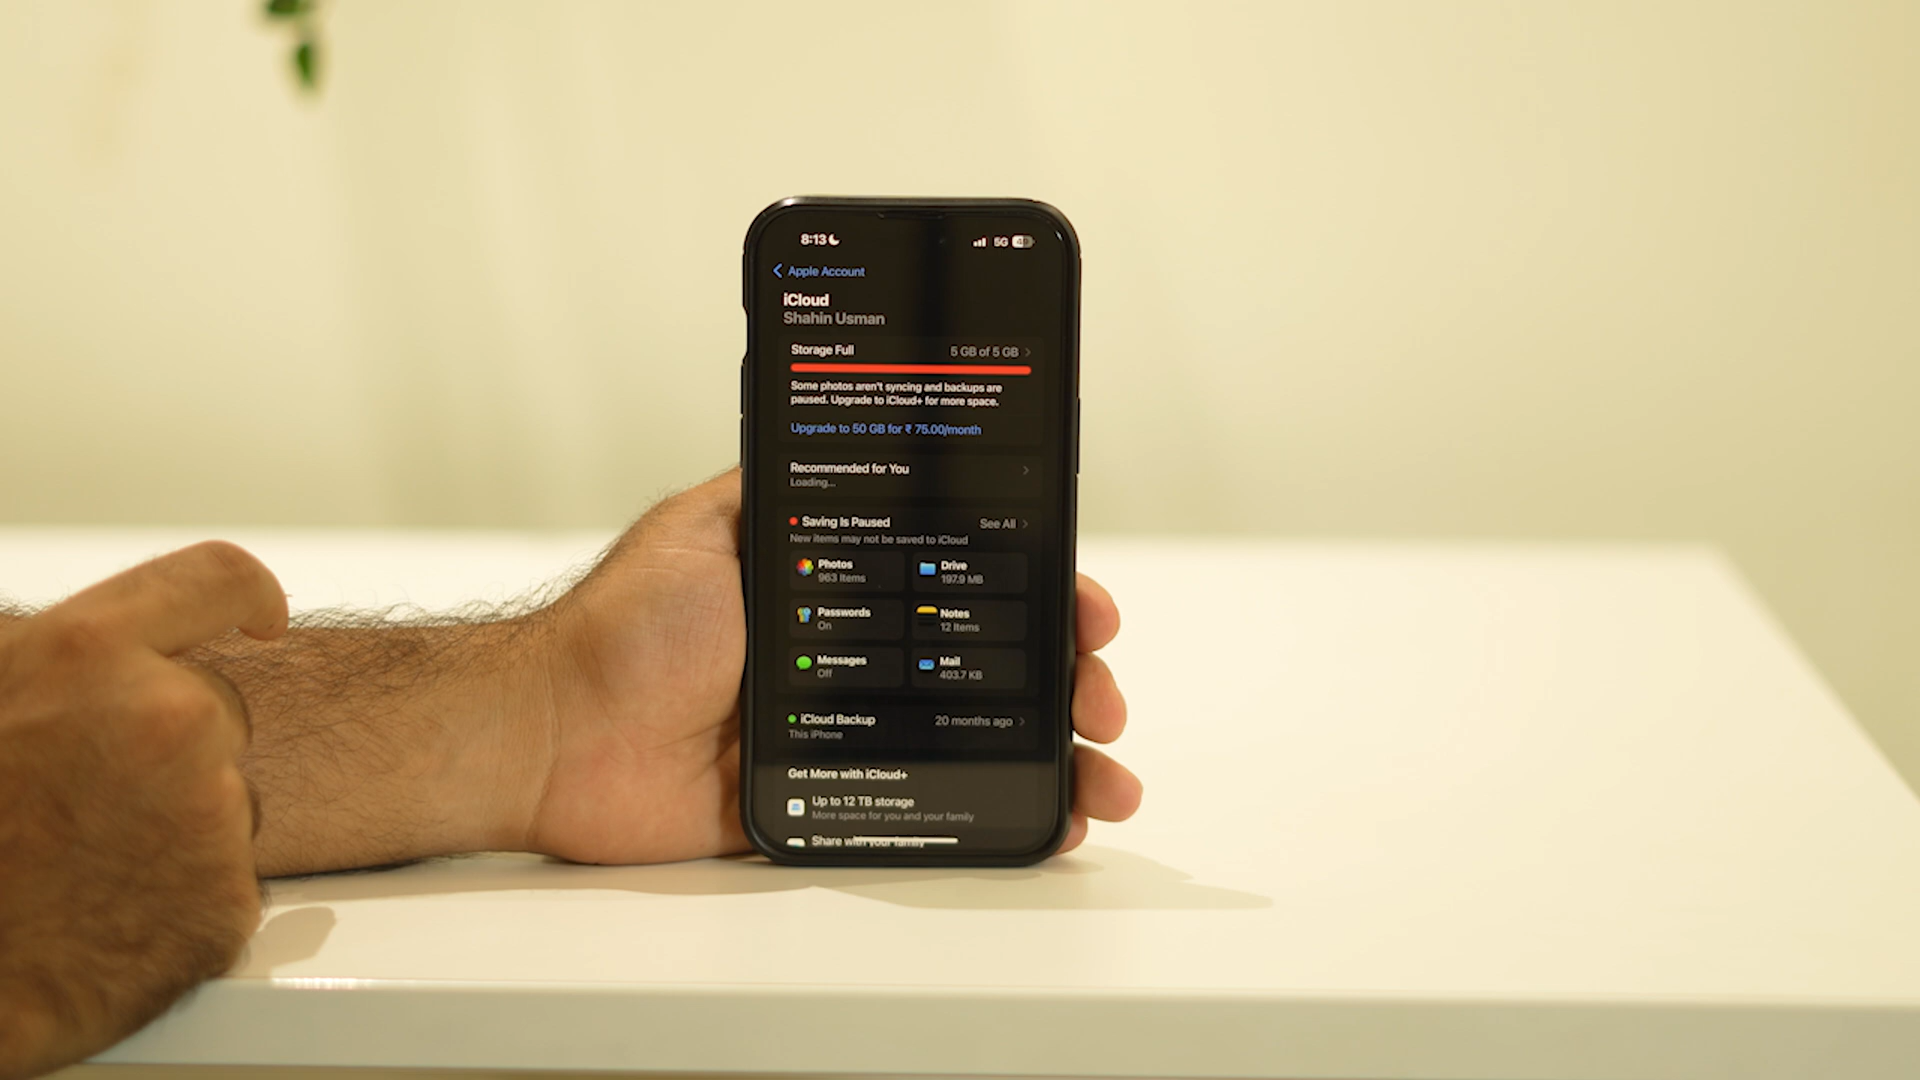 8:13
5G 49
Apple Account
iCloud
Shahin Usman
Storage Full 5 GB of 5 GB
Some photos aren't syncing and backups are
paused. Upgrade to iCloud+ for more space.
Upgrade to 50 GB for ₹ 75.00/month
Recommended for You
Loading...
Saving Is Paused See All
New items may not be saved to iCloud
Photos
963 Items
Drive
197.9 MB
Passwords
On
Notes
12 Items
Messages
Off
Mail
403.7 KB
iCloud Backup 20 months ago
This iPhone
Get More with iCloud+
Up to 12 TB storage
More space for you and your family
Share with your family